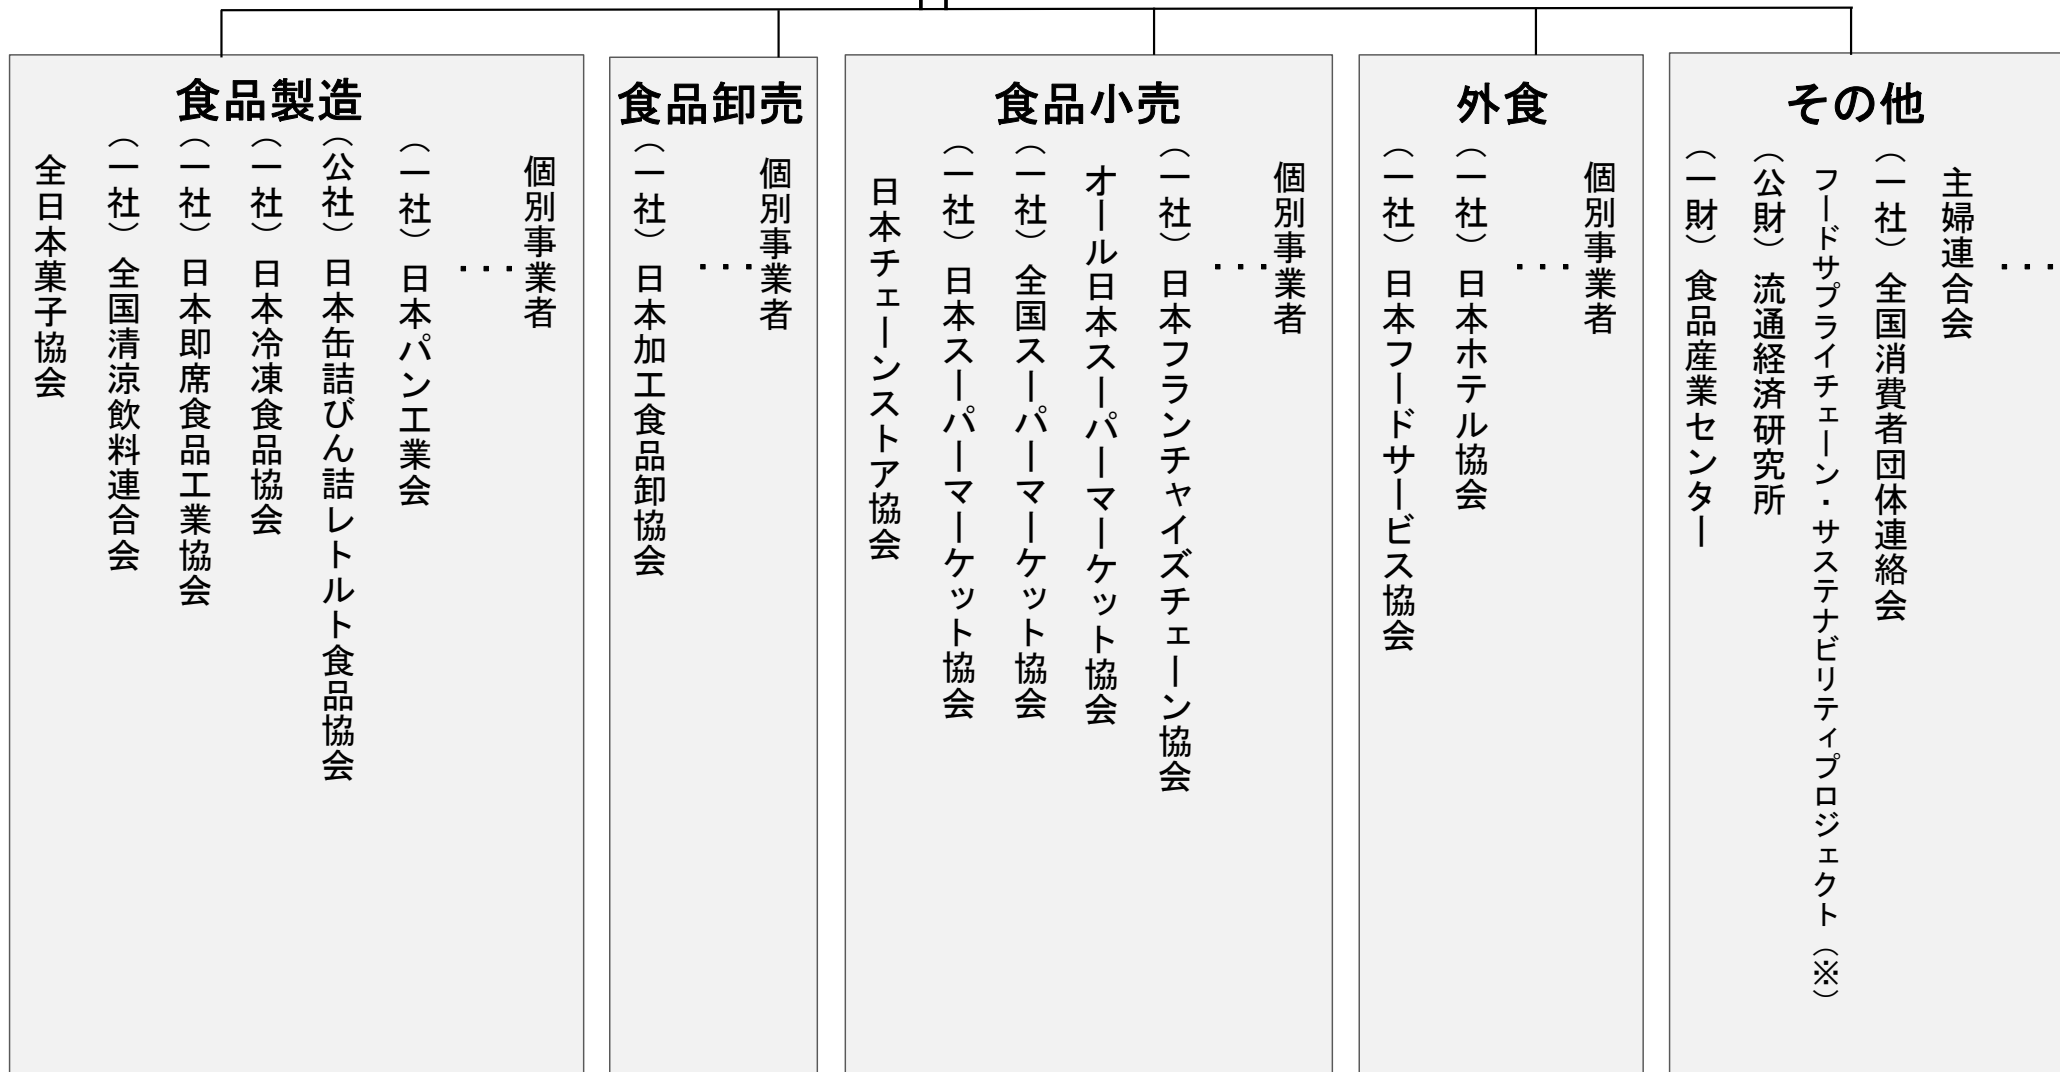 食品製造
全日本菓子協会
（一社）全国清涼飲料連合会
（一社）日本即席食品工業協会
（一社）日本冷凍食品協会
（公社）日本缶詰びん詰レトルト食品協会
（一社）日本パン工業会
・・・
個別事業者
食品卸売
（一社）日本加工食品卸協会
・・・
個別事業者
食品小売
日本チェーンストア協会
（一社）日本スーパーマーケット協会
（一社）全国スーパーマーケット協会
オール日本スーパーマーケット協会
（一社）日本フランチャイズチェーン協会
・・・
個別事業者
外食
（一社）日本フードサービス協会
（一社）日本ホテル協会
・・・
個別事業者
その他
（一財）食品産業センター
（公財）流通経済研究所
フードサプライチェーン・サステナビリティプロジェクト（※）
（一社）全国消費者団体連絡会
主婦連合会
・・・